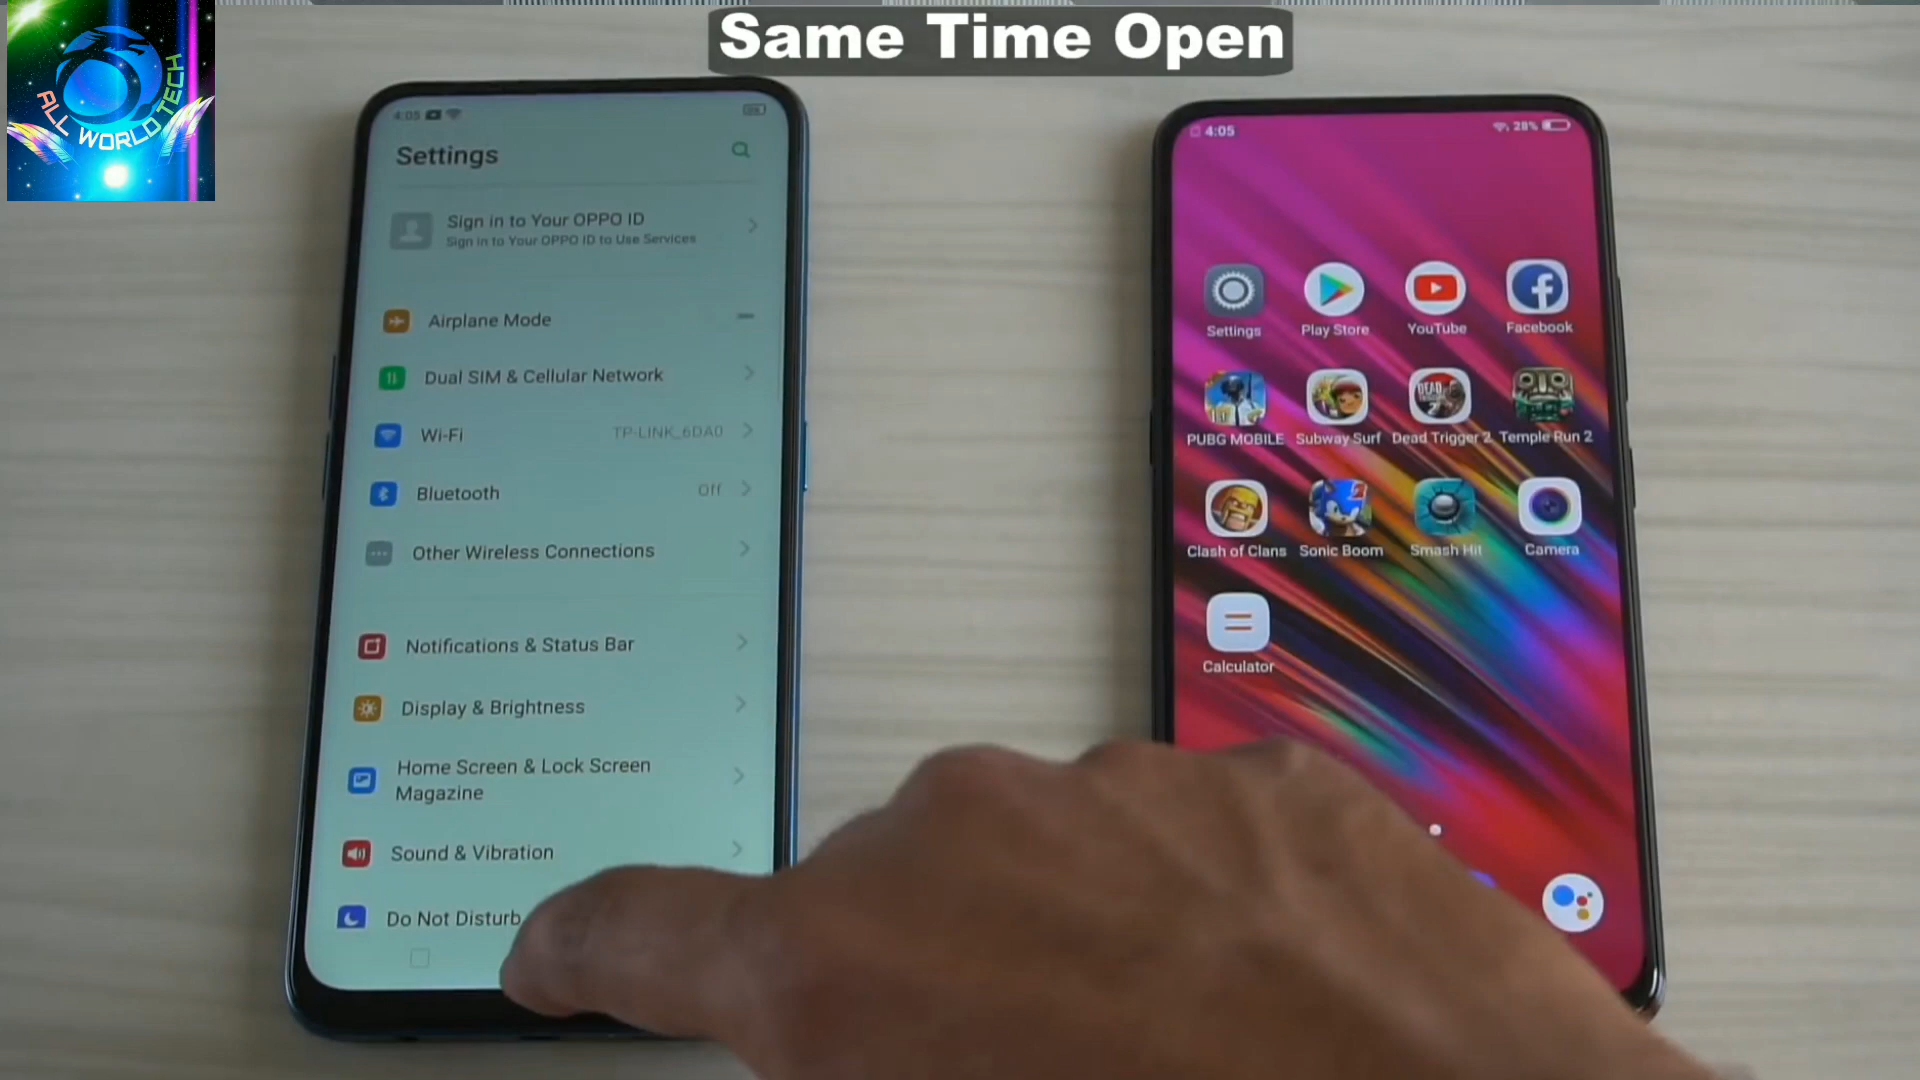 Same Time Open
ALL WORLD TECH
4:05
Settings
Sign in to Your OPPO ID
Sign in to Your OPPO ID to Use Services
Airplane Mode
Dual SIM & Cellular Network
Wi-Fi TP-LINK_6DA0
Bluetooth Off
Other Wireless Connections
Notifications & Status Bar
Display & Brightness
Home Screen & Lock Screen
Magazine
Sound & Vibration
Do Not Disturb
4:05 28%
Settings Play Store YouTube Facebook
PUBG MOBILE Subway Surf Dead Trigger 2 Temple Run 2
Clash of Clans Sonic Boom Smash Hit Camera
Calculator